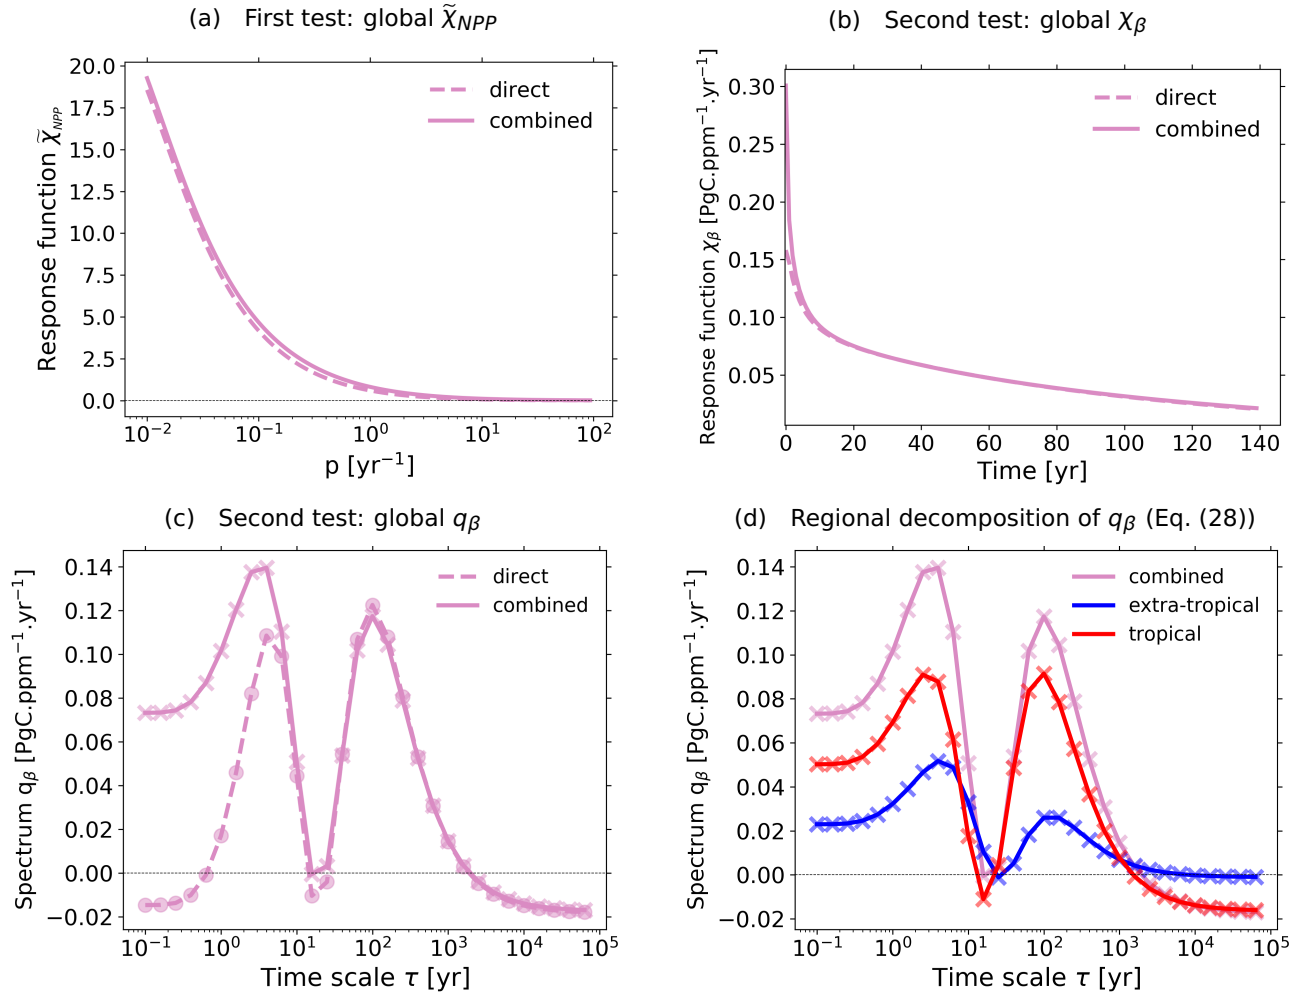 (a) First test: global χ̃_NPP
20.0
17.5
15.0
12.5
10.0
7.5
5.0
2.5
0.0
Response function χ̃_NPP
direct
combined
10⁻² 10⁻¹ 10⁰ 10¹ 10²
p [yr⁻¹]
(b) Second test: global χ_β
0.30
0.25
0.20
0.15
0.10
0.05
Response function χ_β [PgC.ppm⁻¹.yr⁻¹]
direct
combined
0 20 40 60 80 100 120 140
Time [yr]
(c) Second test: global q_β
0.14
0.12
0.10
0.08
0.06
0.04
0.02
0.00
−0.02
Spectrum q_β [PgC.ppm⁻¹.yr⁻¹]
direct
combined
10⁻¹ 10⁰ 10¹ 10² 10³ 10⁴ 10⁵
Time scale τ [yr]
(d) Regional decomposition of q_β (Eq. (28))
0.14
0.12
0.10
0.08
0.06
0.04
0.02
0.00
−0.02
Spectrum q_β [PgC.ppm⁻¹.yr⁻¹]
combined
extra-tropical
tropical
10⁻¹ 10⁰ 10¹ 10² 10³ 10⁴ 10⁵
Time scale τ [yr]